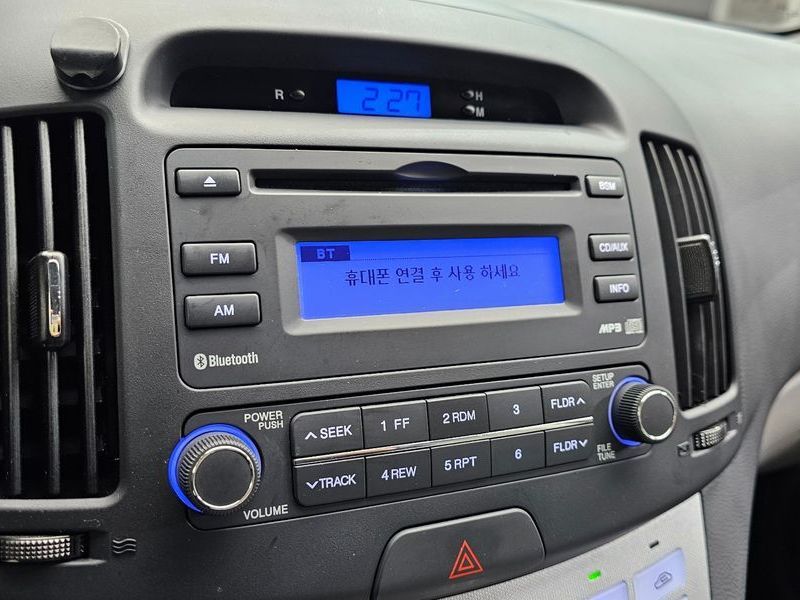 R
2:27
H
M
BSM
FM
AM
BT
휴대폰 연결 후 사용 하세요
CD/AUX
INFO
MP3
Bluetooth
POWER
PUSH
VOLUME
SEEK
1 FF
2 RDM
3
FLDR
TRACK
4 REW
5 RPT
6
FLDR
SETUP
ENTER
FILE
TUNE